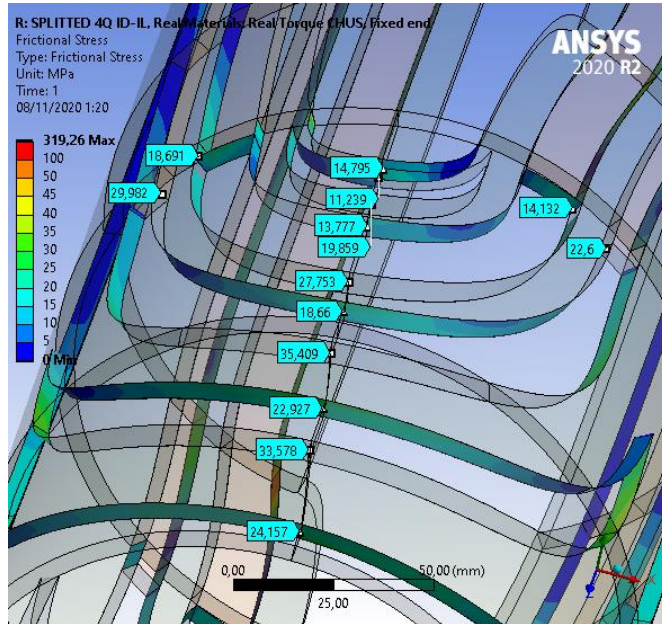 R: SPLITTED 4Q ID-IL, Real Materials, Real Torque CHUS, Fixed end
Frictional Stress
Type: Frictional Stress
Unit: MPa
Time: 1
08/11/2020 1:20
ANSYS
2020 R2
319,26 Max
100
50
45
40
35
30
25
20
15
10
5
0 Min
18,691
14,795
29,982
11,239
14,132
13,777
19,859
22,6
27,753
18,66
35,409
22,927
33,578
24,157
0,00
50,00 (mm)
25,00
X
Z